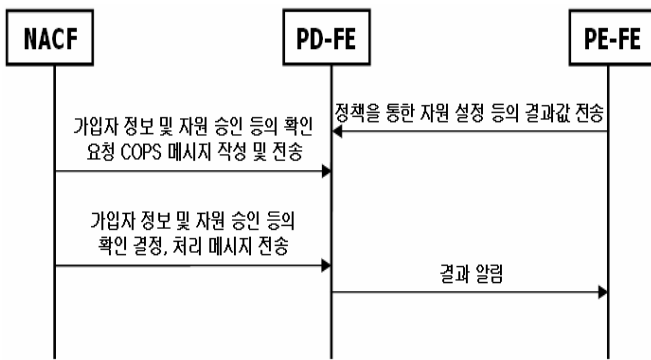 NACF
PD-FE
PE-FE
정책을 통한 자원 설정 등의 결과값 전송
가입자 정보 및 자원 승인 등의 확인
요청 COPS 메시지 작성 및 전송
가입자 정보 및 자원 승인 등의
확인 결정, 처리 메시지 전송
결과 알림